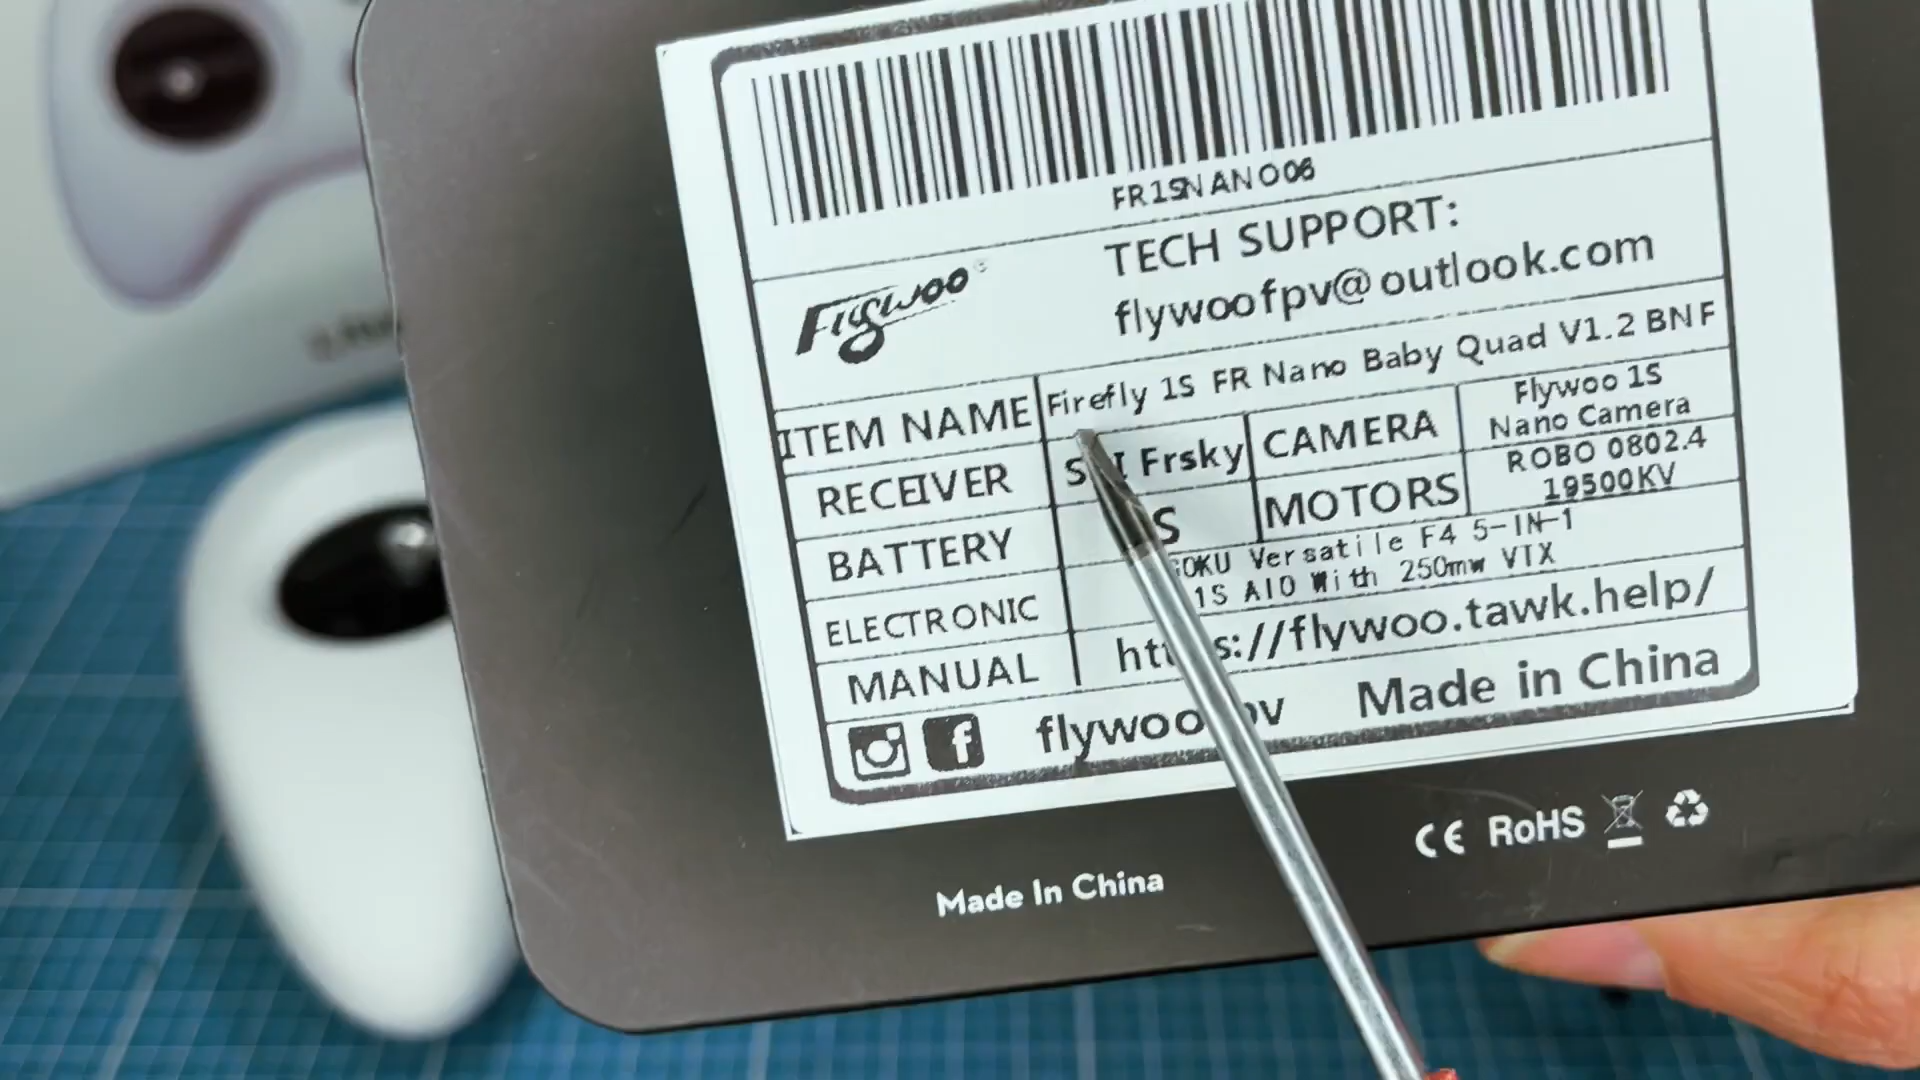 FR1SNANO06
Flywoo
TECH SUPPORT:
flywoofpv@outlook.com
ITEM NAME Firefly 1S FR Nano Baby Quad V1.2 BNF
RECEIVER Frsky CAMERA Flywoo 1S
Nano Camera
BATTERY S MOTORS ROBO 0802.4
19500KV
ELECTRONIC GOKU Versatile F4 5-IN-1
1S AIO With 250mw VTX
MANUAL https://flywoo.tawk.help/
flywoofpv Made in China
Made In China CE RoHS